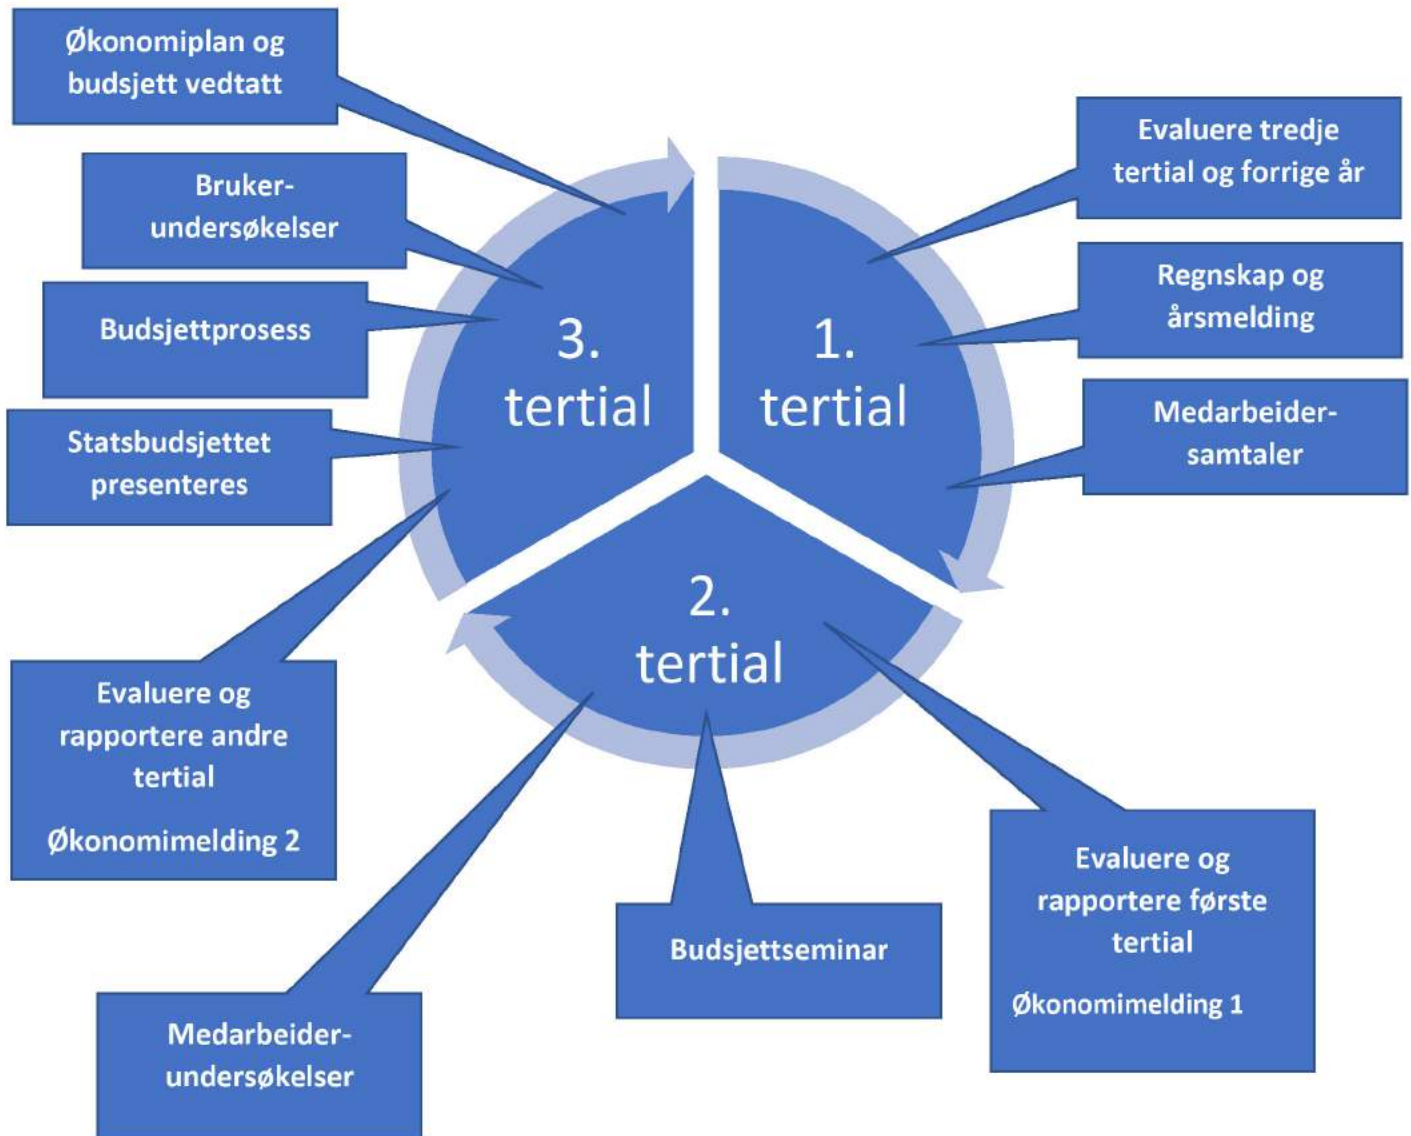 Økonomiplan og
budsjett vedtatt
Bruker-
undersøkelser
Budsjettprosess
Statsbudsjettet
presenteres
Evaluere og
rapportere andre
tertial
Økonomimelding 2
3.
tertial
1.
tertial
2.
tertial
Evaluere tredje
tertial og forrige år
Regnskap og
årsmelding
Medarbeider-
samtaler
Evaluere og
rapportere første
tertial
Økonomimelding 1
Budsjettseminar
Medarbeider-
undersøkelser